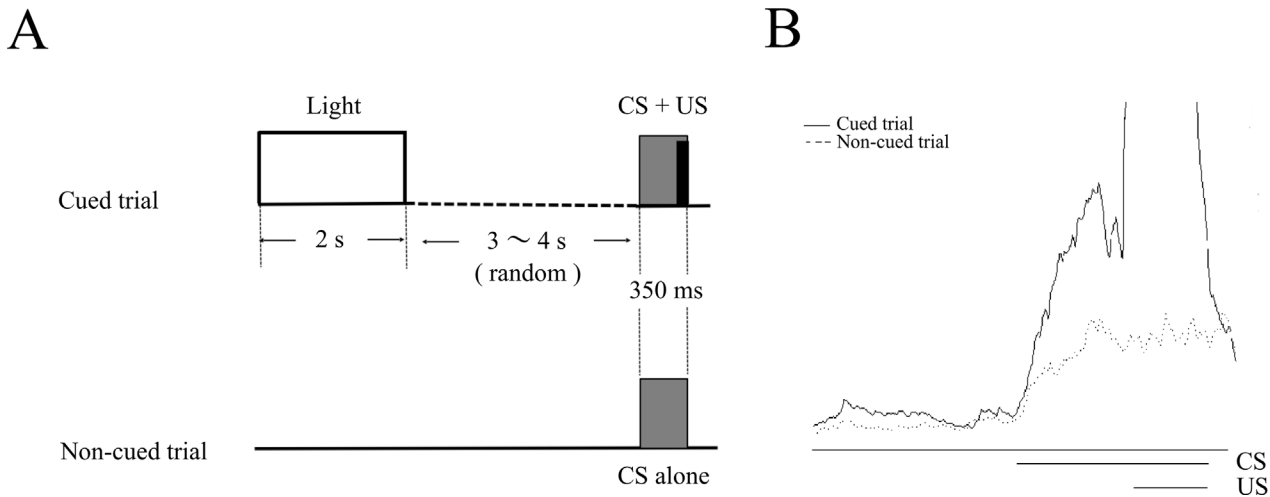 A
B
Light
CS + US
Cued trial
Non-cued trial
Cued trial
2 s
3 ～ 4 s
( random )
350 ms
Non-cued trial
CS alone
CS
US